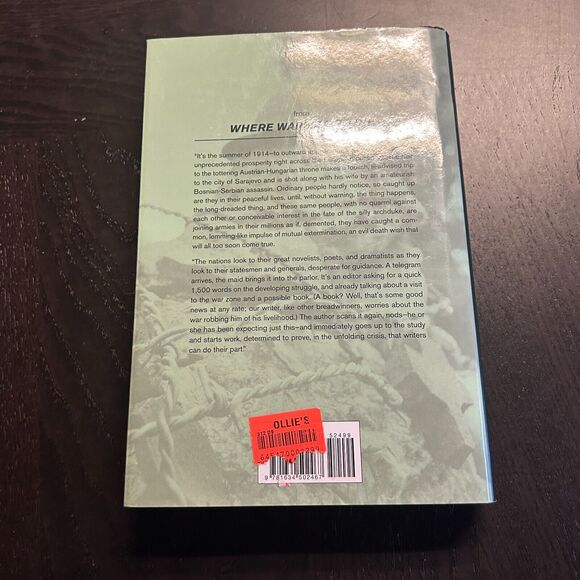 from
WHERE WARS
"It's the summer of 1914—to outward
unprecedented prosperity right across
to the tottering Austrian-Hungarian throne makes a foolish,
to the city of Sarajevo and is shot along with his wife by an amateurish
Bosnian-Serbian assassin. Ordinary people hardly notice, so caught up
are they in their peaceful lives, until, without warning, the thing happens,
the long-dreaded thing, and these same people, with no quarrel against
each other or conceivable interest in the fate of the silly archduke, are
joining armies in their millions as if, demented, they have caught a com-
mon, lemming-like impulse of mutual extermination, an evil death wish that
will all too soon come true.
"The nations look to their great novelists, poets, and dramatists as they
look to their statesmen and generals, desperate for guidance. A telegram
arrives, the maid brings it into the parlor. It's an editor asking for a quick
1,500 words on the developing struggle, and already talking about a visit
to the war zone and a possible book. (A book? Well, that's some good
news at any rate; our writer, like other breadwinners, worries about the
war robbing him of his livelihood.) The author scans it again, nods—he or
she has been expecting just this—and immediately goes up to the study
and starts work, determined to prove, in the unfolding crisis, that writers
can do their part."
OLLIE'S
52499
9 781634 502467